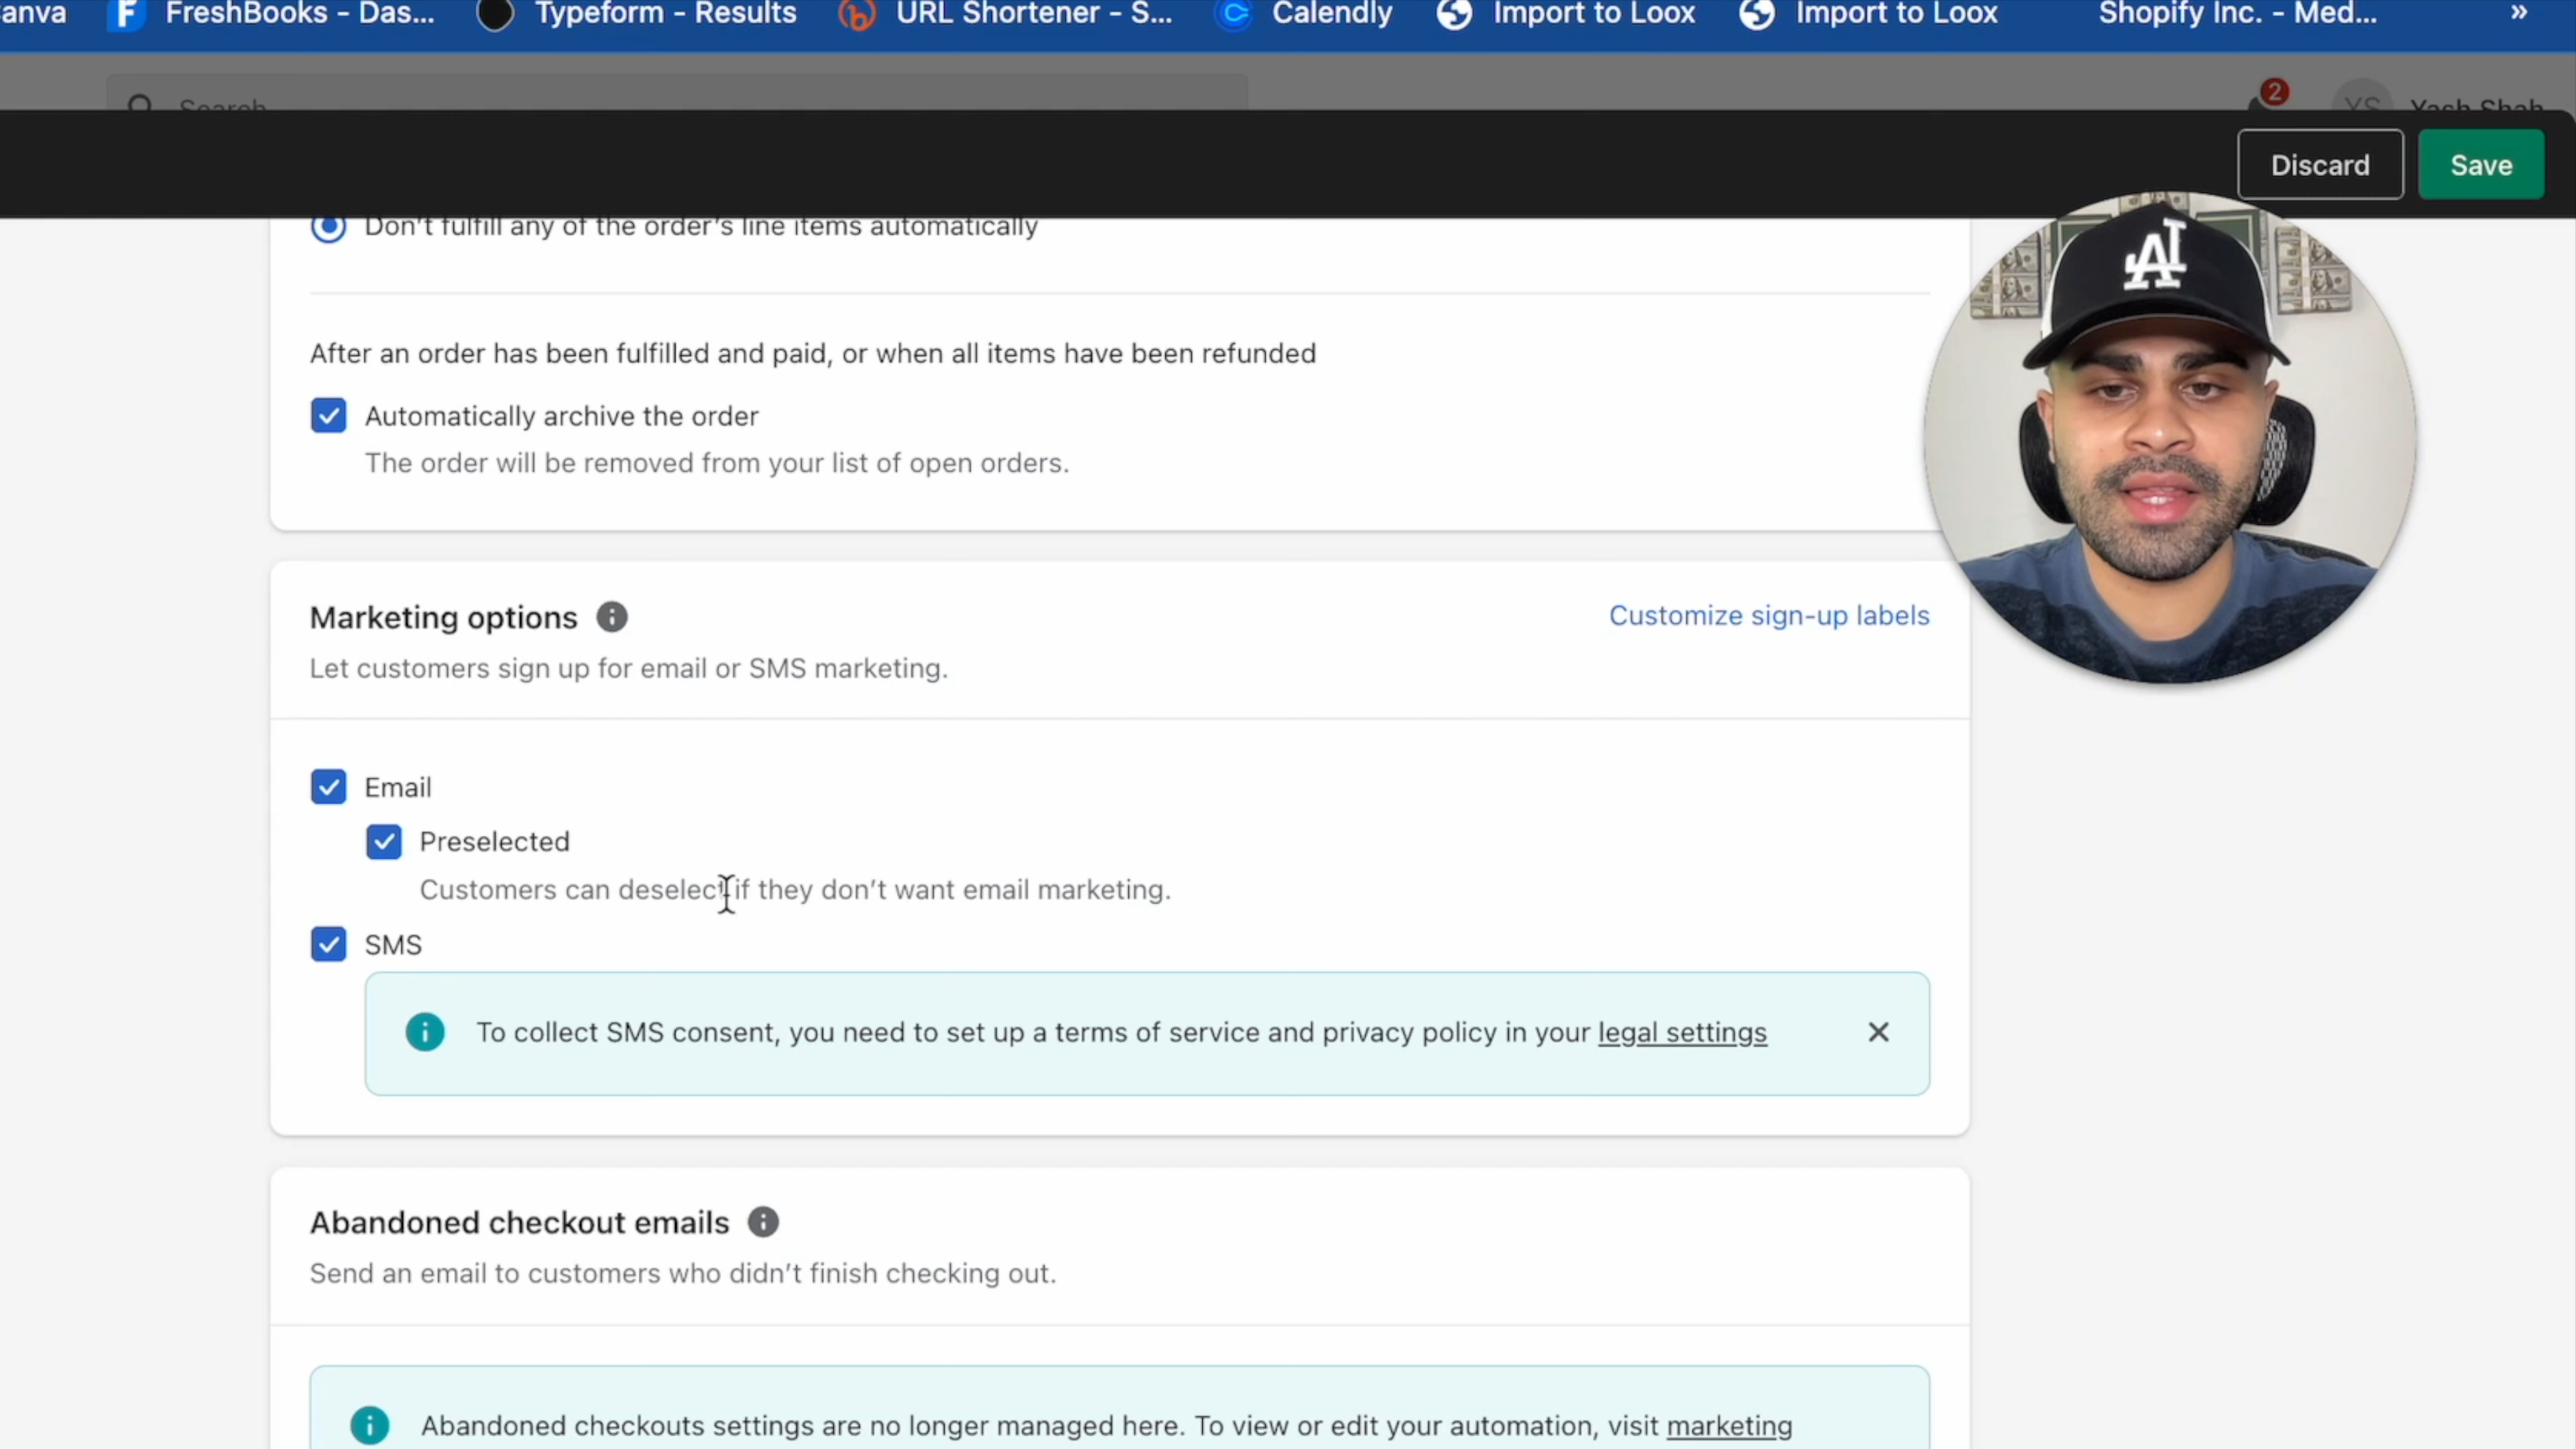 anva FreshBooks - Das... Typeform - Results URL Shortener - S... Calendly Import to Loox Import to Loox Shopify Inc. - Med... »
Search 2 YS Yash Shah
Discard Save
Don't fulfill any of the order's line items automatically
After an order has been fulfilled and paid, or when all items have been refunded
Automatically archive the order
The order will be removed from your list of open orders.
Marketing options Customize sign-up labels
Let customers sign up for email or SMS marketing.
Email
Preselected
Customers can deselect if they don't want email marketing.
SMS
To collect SMS consent, you need to set up a terms of service and privacy policy in your legal settings
Abandoned checkout emails
Send an email to customers who didn't finish checking out.
Abandoned checkouts settings are no longer managed here. To view or edit your automation, visit marketing